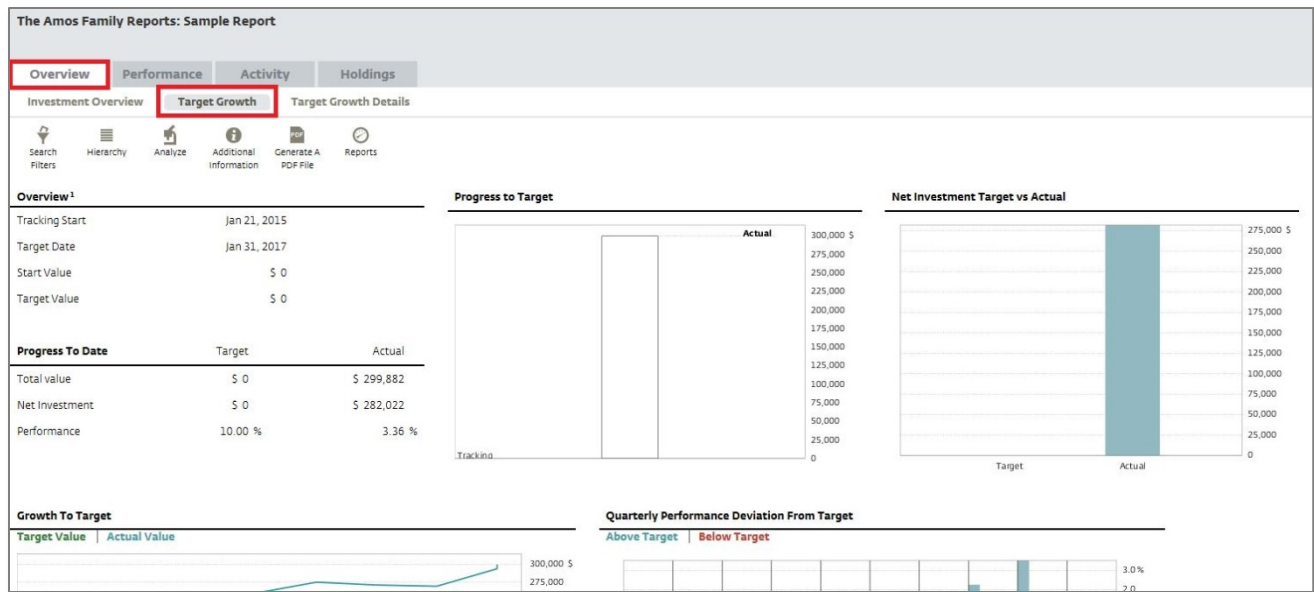 The Amos Family Reports: Sample Report
Overview Performance Activity Holdings
Investment Overview Target Growth Target Growth Details
Search Filters
Hierarchy
Analyze
Additional Information
PDF
Generate A PDF File
Reports
Overview¹
Tracking Start Jan 21, 2015
Target Date Jan 31, 2017
Start Value $ 0
Target Value $ 0
Progress To Date Target Actual
Total value $ 0 $ 299,882
Net Investment $ 0 $ 282,022
Performance 10.00 % 3.36 %
Progress to Target
Actual
300,000 $
275,000
250,000
225,000
200,000
175,000
150,000
125,000
100,000
75,000
50,000
25,000
0
Tracking
Net Investment Target vs Actual
275,000 $
250,000
225,000
200,000
175,000
150,000
125,000
100,000
75,000
50,000
25,000
0
Target Actual
Growth To Target
Target Value | Actual Value
300,000 $
275,000
Quarterly Performance Deviation From Target
Above Target | Below Target
3.0%
2.0